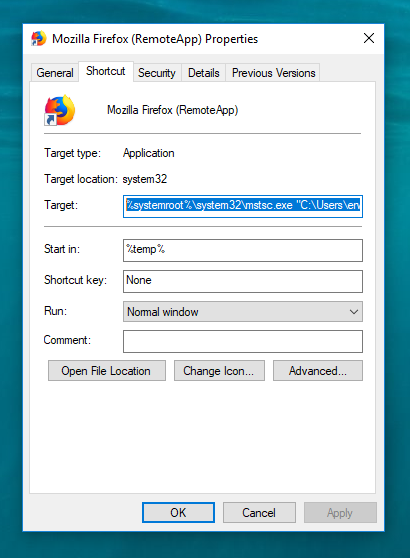 Mozilla Firefox (RemoteApp) Properties
General Shortcut Security Details Previous Versions
Mozilla Firefox (RemoteApp)
Target type: Application
Target location: system32
Target: %systemroot%\system32\mstsc.exe "C:\Users\erw
Start in: %temp%
Shortcut key: None
Run: Normal window
Comment:
Open File Location Change Icon... Advanced...
OK Cancel Apply